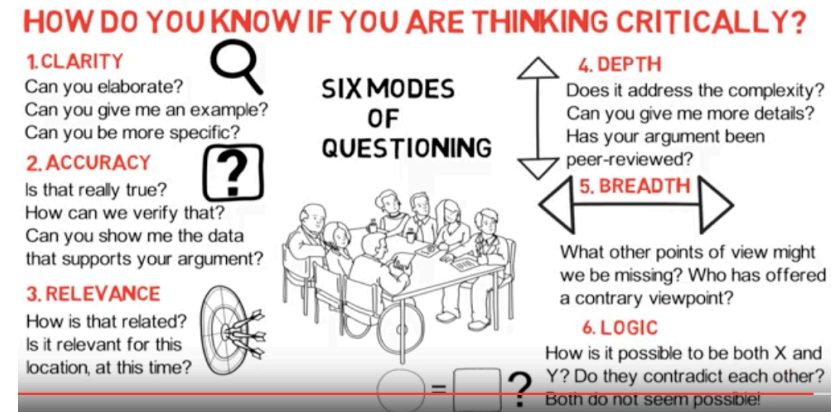 HOW DO YOU KNOW IF YOU ARE THINKING CRITICALLY?
1. CLARITY
Can you elaborate?
Can you give me an example?
Can you be more specific?
2. ACCURACY
?
Is that really true?
How can we verify that?
Can you show me the data
that supports your argument?
3. RELEVANCE
How is that related?
Is it relevant for this
location, at this time?
SIX MODES
OF
QUESTIONING
= ?
4. DEPTH
Does it address the complexity?
Can you give me more details?
Has your argument been
peer-reviewed?
5. BREADTH
What other points of view might
we be missing? Who has offered
a contrary viewpoint?
6. LOGIC
How is it possible to be both X and
Y? Do they contradict each other?
Both do not seem possible!